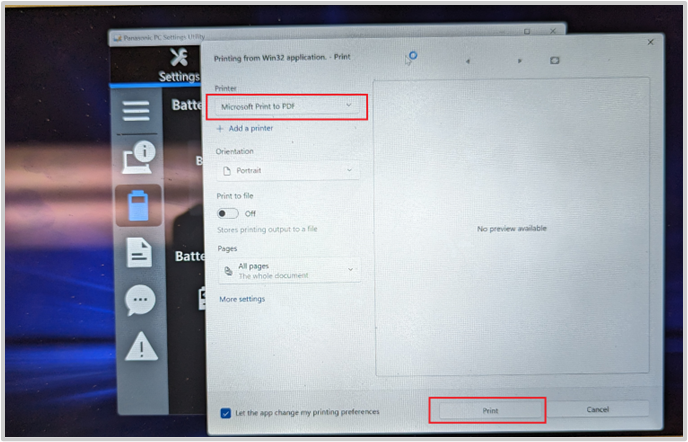 Panasonic PC Settings Utility
Settings
Batte
B
Batte
Printing from Win32 application. - Print
Printer
Microsoft Print to PDF
+ Add a printer
Orientation
Portrait
Print to file
Off
Stores printing output to a file
Pages
All pages
The whole document
More settings
No preview available
Let the app change my printing preferences
Print
Cancel